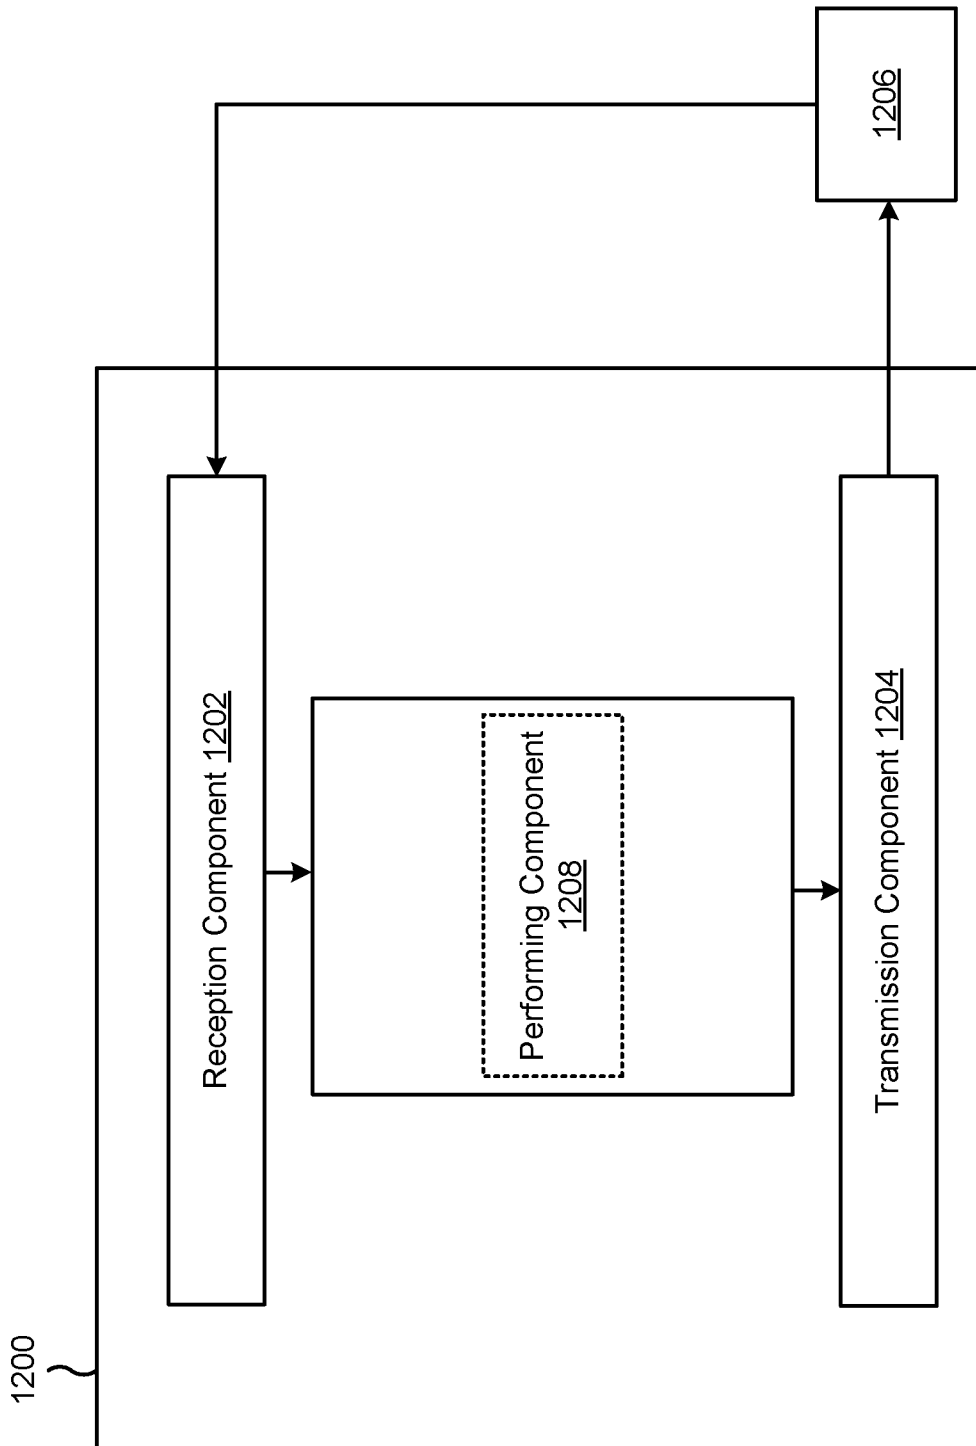 1200
Reception Component 1202
Performing Component
1208
Transmission Component 1204
1206